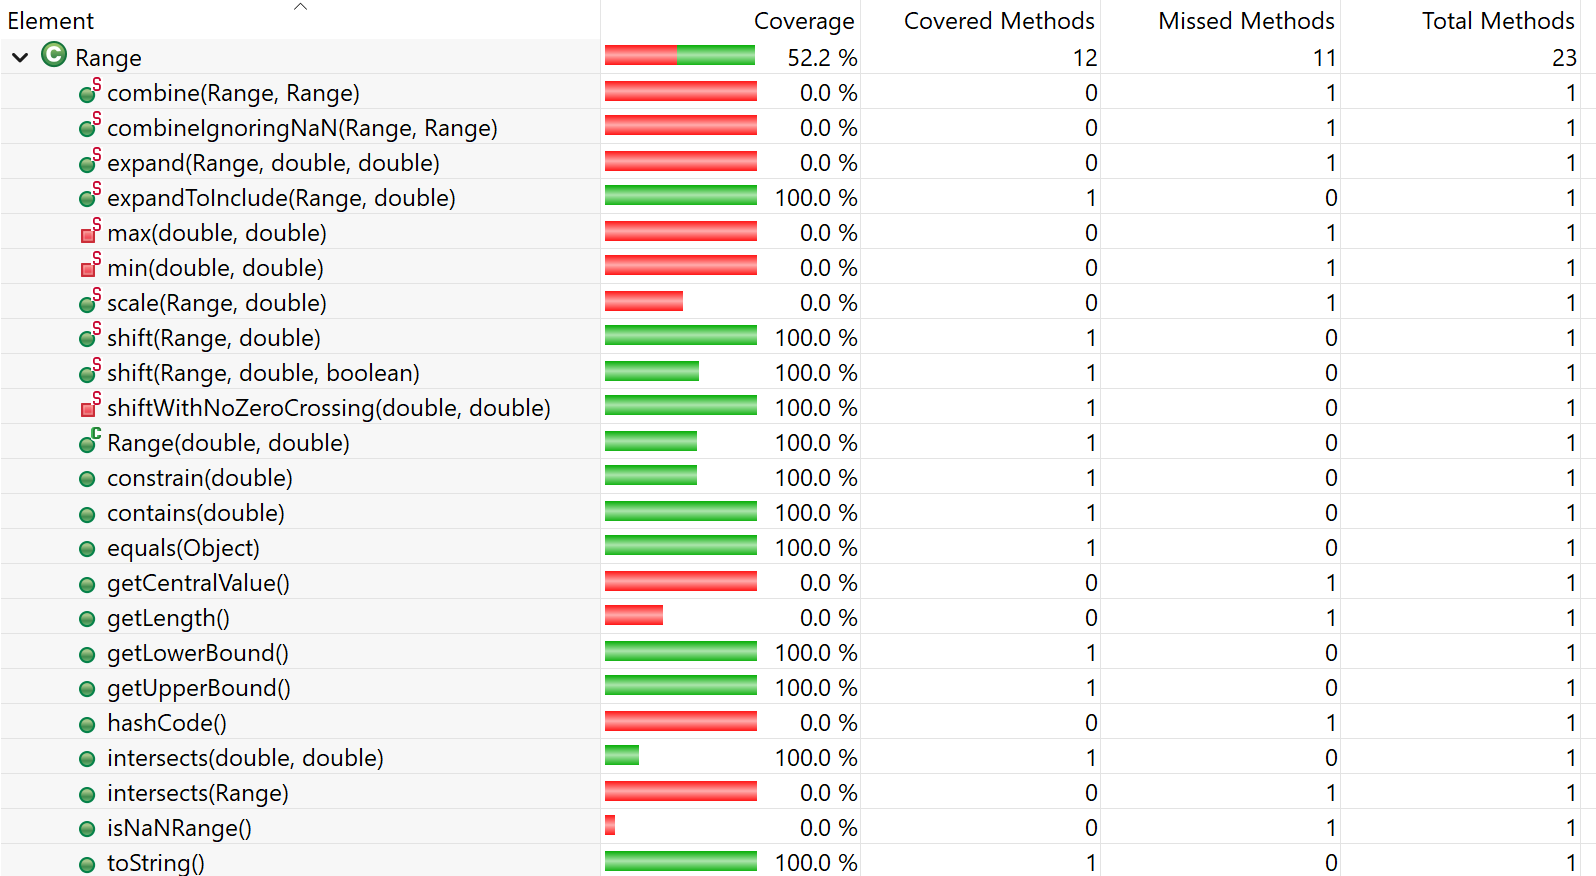 Element Coverage Covered Methods Missed Methods Total Methods
C Range 52.2 % 12 11 23
S combine(Range, Range) 0.0 % 0 1 1
S combineIgnoringNaN(Range, Range) 0.0 % 0 1 1
S expand(Range, double, double) 0.0 % 0 1 1
S expandToInclude(Range, double) 100.0 % 1 0 1
S max(double, double) 0.0 % 0 1 1
S min(double, double) 0.0 % 0 1 1
S scale(Range, double) 0.0 % 0 1 1
S shift(Range, double) 100.0 % 1 0 1
S shift(Range, double, boolean) 100.0 % 1 0 1
S shiftWithNoZeroCrossing(double, double) 100.0 % 1 0 1
C Range(double, double) 100.0 % 1 0 1
constrain(double) 100.0 % 1 0 1
contains(double) 100.0 % 1 0 1
equals(Object) 100.0 % 1 0 1
getCentralValue() 0.0 % 0 1 1
getLength() 0.0 % 0 1 1
getLowerBound() 100.0 % 1 0 1
getUpperBound() 100.0 % 1 0 1
hashCode() 0.0 % 0 1 1
intersects(double, double) 100.0 % 1 0 1
intersects(Range) 0.0 % 0 1 1
isNaNRange() 0.0 % 0 1 1
toString() 100.0 % 1 0 1